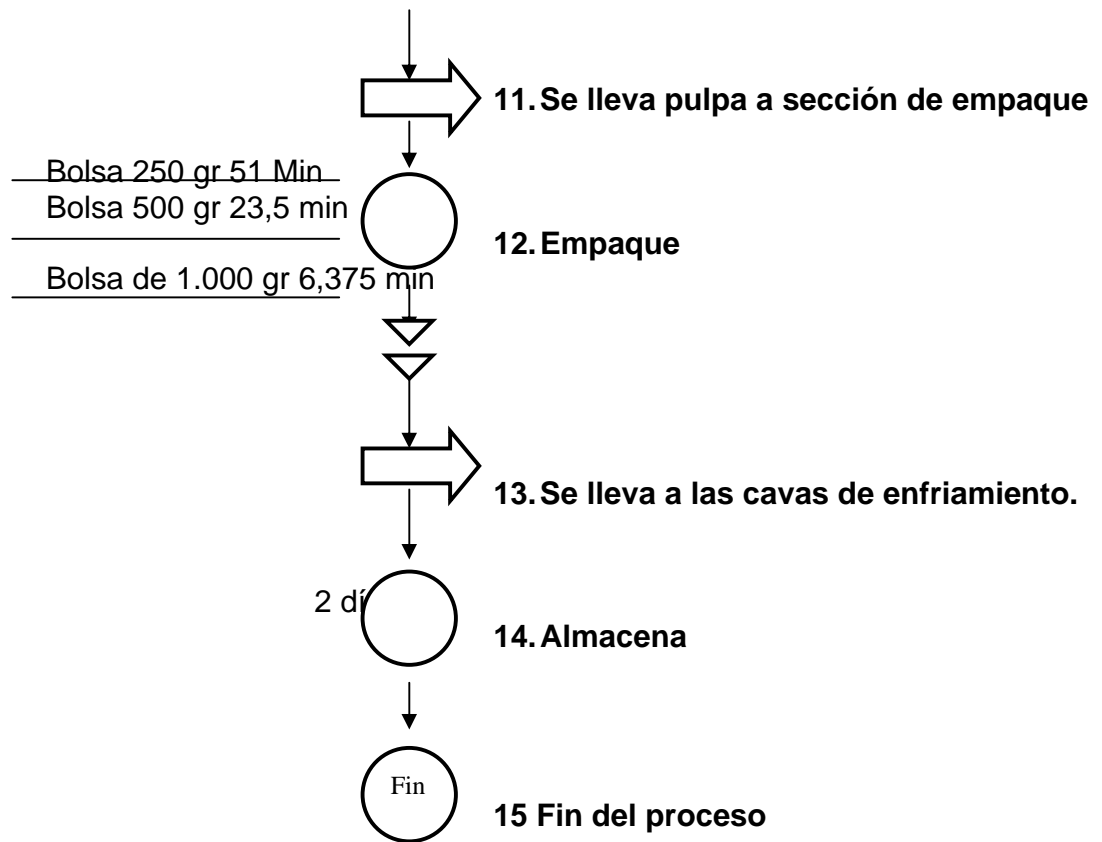 11. Se lleva pulpa a sección de empaque
Bolsa 250 gr 51 Min
Bolsa 500 gr 23,5 min
12. Empaque
Bolsa de 1.000 gr 6,375 min
13. Se lleva a las cavas de enfriamiento.
2
14. Almacena
Fin
15 Fin del proceso